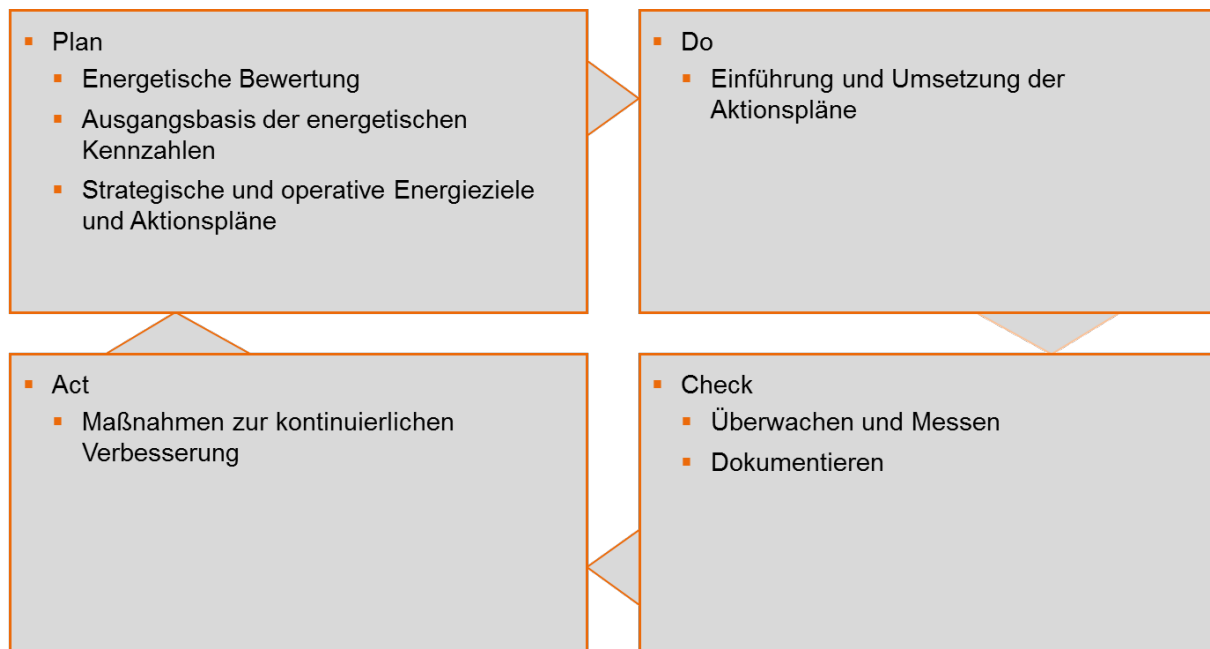 Plan
Energetische Bewertung
Ausgangsbasis der energetischen
Kennzahlen
Strategische und operative Energieziele
und Aktionspläne
Do
Einführung und Umsetzung der
Aktionspläne
Act
Maßnahmen zur kontinuierlichen
Verbesserung
Check
Überwachen und Messen
Dokumentieren